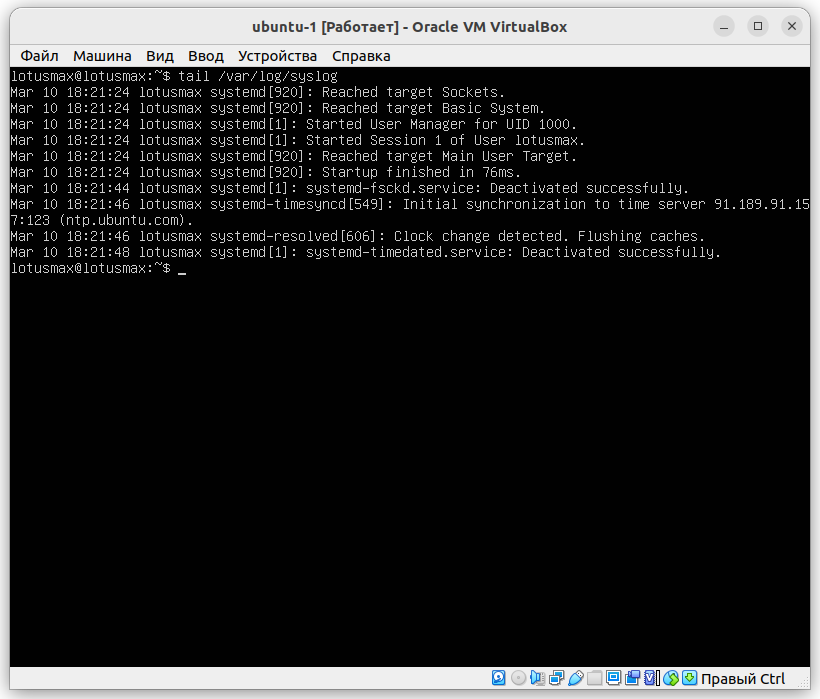 ubuntu-1 [Работает] - Oracle VM VirtualBox
Файл Машина Вид Ввод Устройства Справка
lotusmax@lotusmax:~$ tail /var/log/syslog
Mar 10 18:21:24 lotusmax systemd[920]: Reached target Sockets.
Mar 10 18:21:24 lotusmax systemd[920]: Reached target Basic System.
Mar 10 18:21:24 lotusmax systemd[1]: Started User Manager for UID 1000.
Mar 10 18:21:24 lotusmax systemd[1]: Started Session 1 of User lotusmax.
Mar 10 18:21:24 lotusmax systemd[920]: Reached target Main User Target.
Mar 10 18:21:24 lotusmax systemd[920]: Startup finished in 76ms.
Mar 10 18:21:44 lotusmax systemd[1]: systemd-fsckd.service: Deactivated successfully.
Mar 10 18:21:46 lotusmax systemd-timesyncd[549]: Initial synchronization to time server 91.189.91.15
7:123 (ntp.ubuntu.com).
Mar 10 18:21:46 lotusmax systemd-resolved[606]: Clock change detected. Flushing caches.
Mar 10 18:21:48 lotusmax systemd[1]: systemd-timedated.service: Deactivated successfully.
lotusmax@lotusmax:~$ _
Правый Ctrl